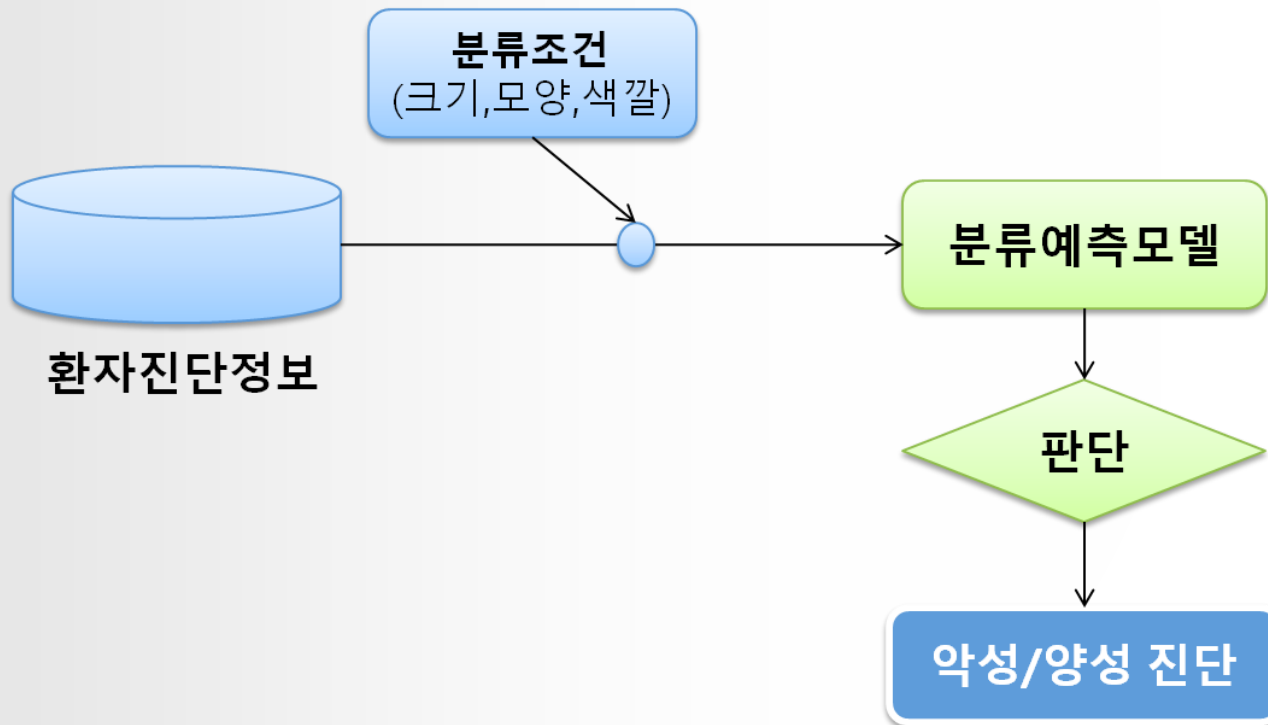 분류조건
(크기,모양,색깔)
환자진단정보
분류예측모델
판단
악성/양성 진단